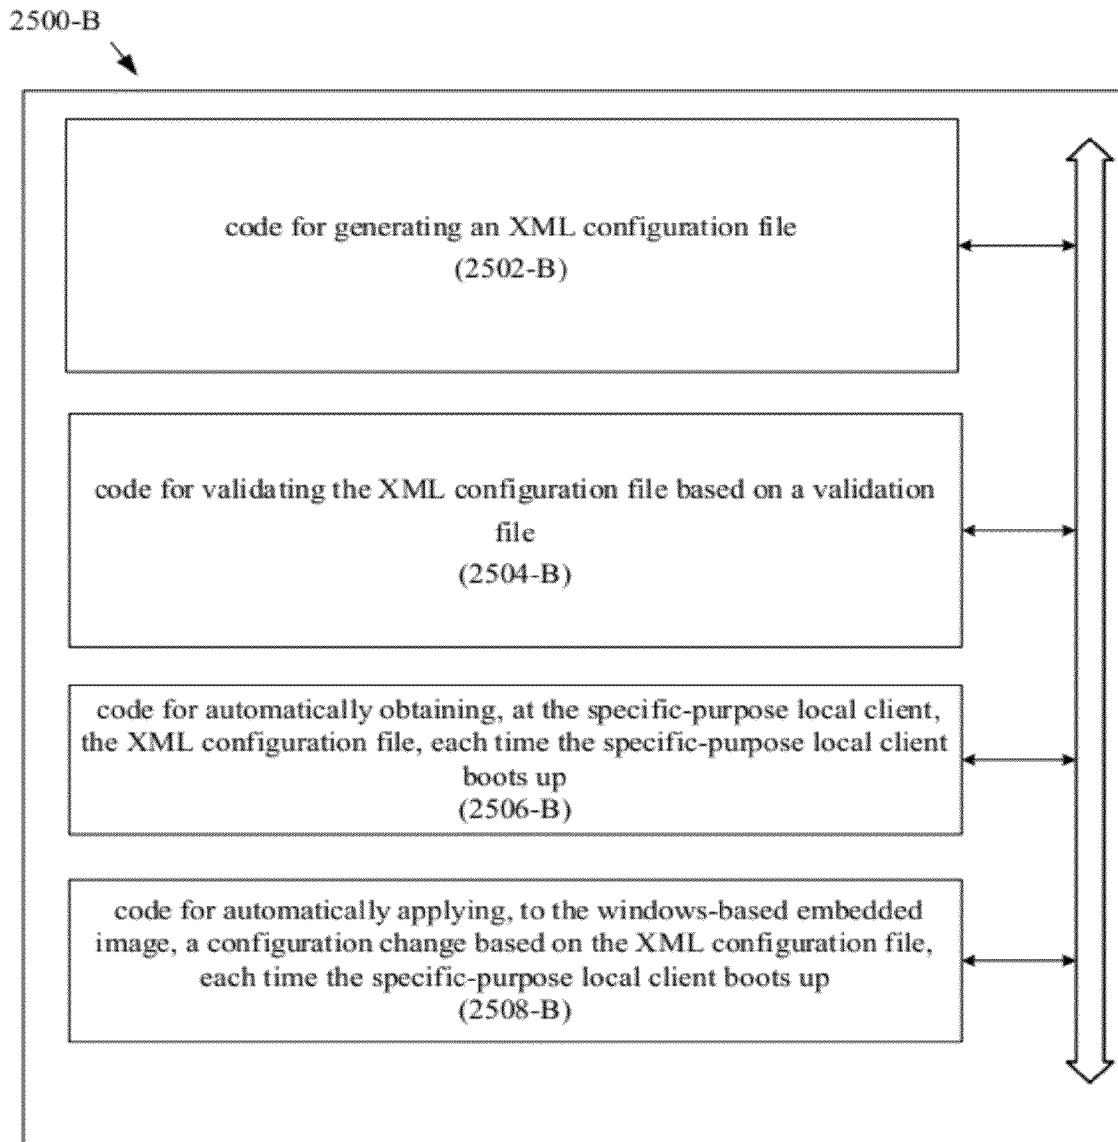 2500-B
code for generating an XML configuration file
(2502-B)
code for validating the XML configuration file based on a validation
file
(2504-B)
code for automatically obtaining, at the specific-purpose local client,
the XML configuration file, each time the specific-purpose local client
boots up
(2506-B)
code for automatically applying, to the windows-based embedded
image, a configuration change based on the XML configuration file,
each time the specific-purpose local client boots up
(2508-B)